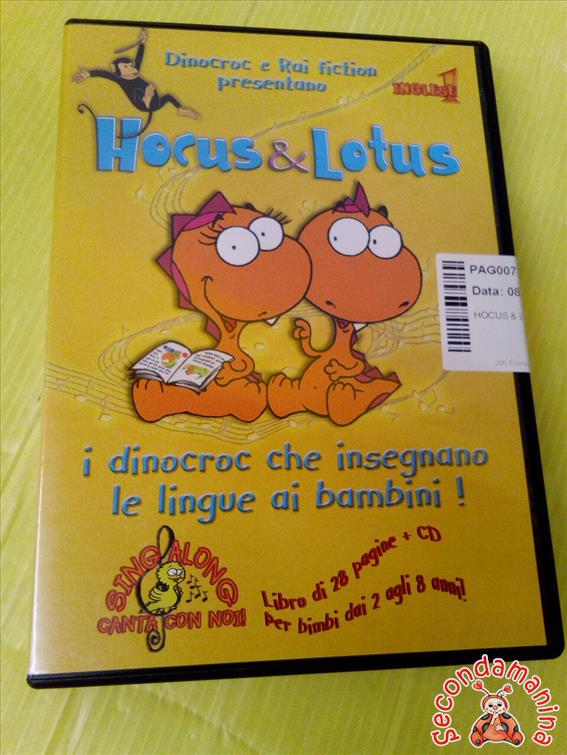 Dinocroc e Rai fiction
presentano
INGLESE 1
Hocus & Lotus
PAG007
Data: 08
HOCUS & L
i dinocroc che insegnano
le lingue ai bambini !
SING ALONG
CANTA CON NOI!
Libro di 28 pagine + CD
Per bimbi dai 2 agli 8 anni!
Secondamanina